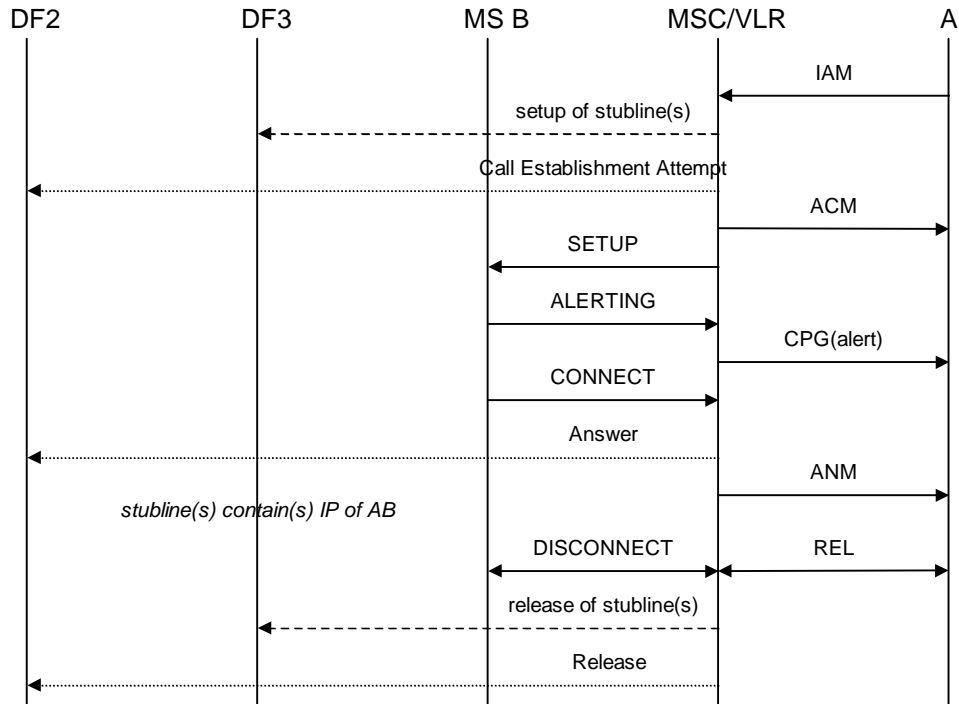 DF2 DF3 MS B MSC/VLR A
IAM
setup of stubline(s)
Call Establishment Attempt
ACM
SETUP
ALERTING
CPG(alert)
CONNECT
Answer
ANM
stubline(s) contain(s) IP of AB
DISCONNECT REL
release of stubline(s)
Release